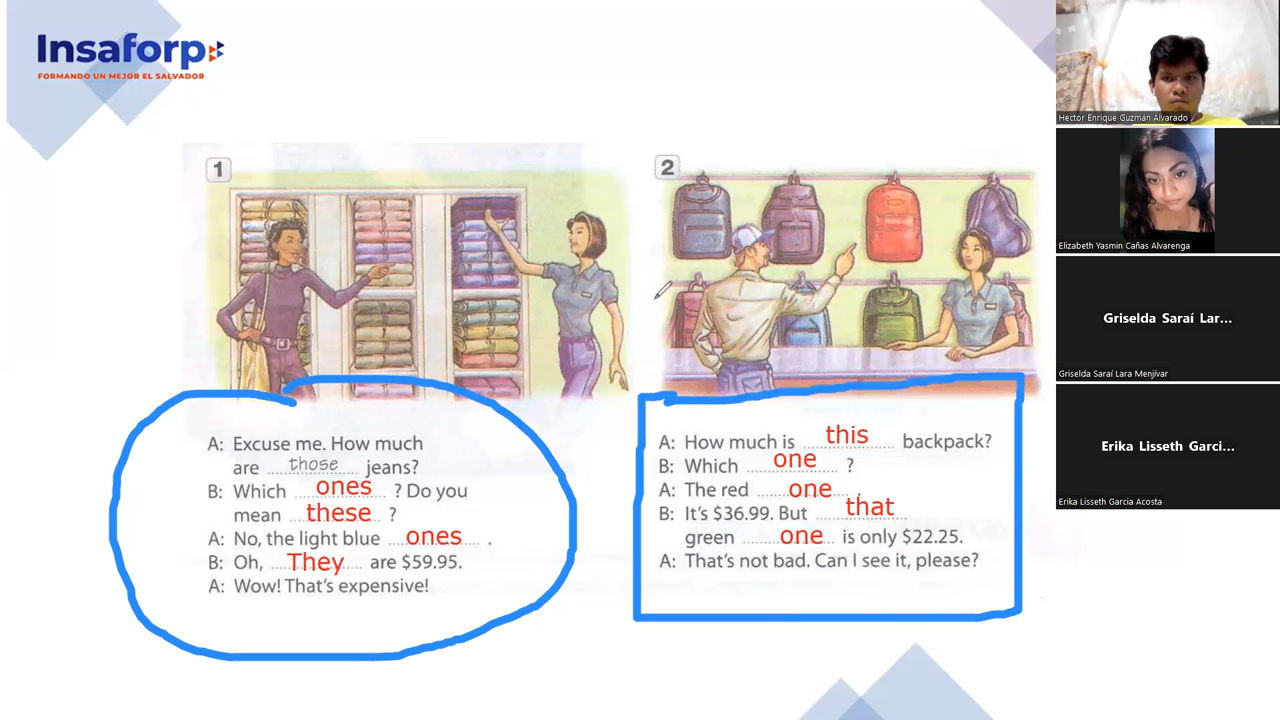 Insaforp
FORMANDO UN MEJOR EL SALVADOR
1
A: Excuse me. How much
are those jeans?
B: Which ones ? Do you
mean these ?
A: No, the light blue ones .
B: Oh, They are $59.95.
A: Wow! That's expensive!
2
A: How much is this backpack?
B: Which one ?
A: The red one .
B: It's $36.99. But that
green one is only $22.25.
A: That's not bad. Can I see it, please?
Hector Enrique Guzmán Alvarado
Elizabeth Yasmin Cañas Alvarenga
Griselda Saraí Lar...
Griselda Saraí Lara Menjívar
Erika Lisseth Garci...
Erika Lisseth Garcia Acosta